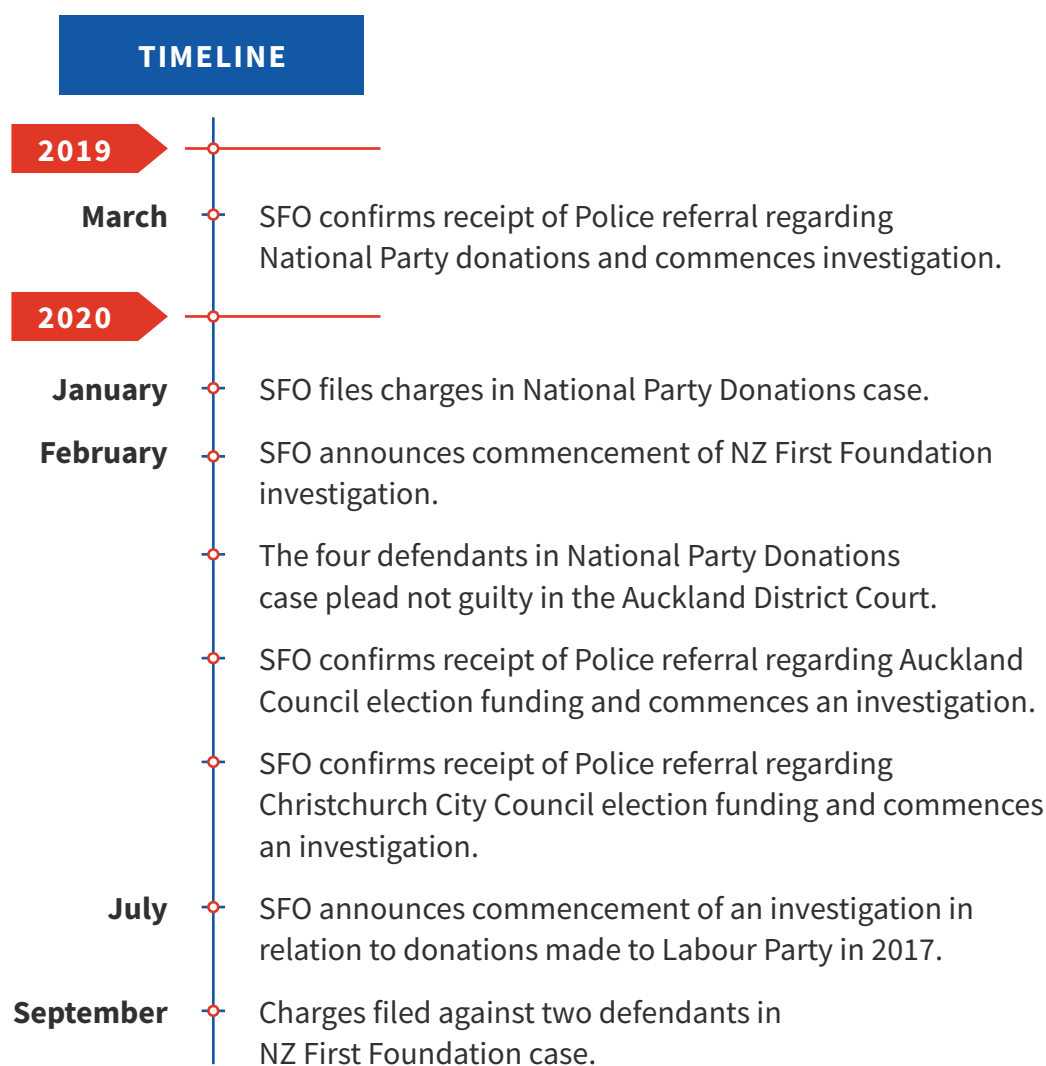 TIMELINE
2019
March
SFO confirms receipt of Police referral regarding
National Party donations and commences investigation.
2020
January
SFO files charges in National Party Donations case.
February
SFO announces commencement of NZ First Foundation
investigation.
The four defendants in National Party Donations
case plead not guilty in the Auckland District Court.
SFO confirms receipt of Police referral regarding Auckland
Council election funding and commences an investigation.
SFO confirms receipt of Police referral regarding
Christchurch City Council election funding and commences
an investigation.
July
SFO announces commencement of an investigation in
relation to donations made to Labour Party in 2017.
September
Charges filed against two defendants in
NZ First Foundation case.